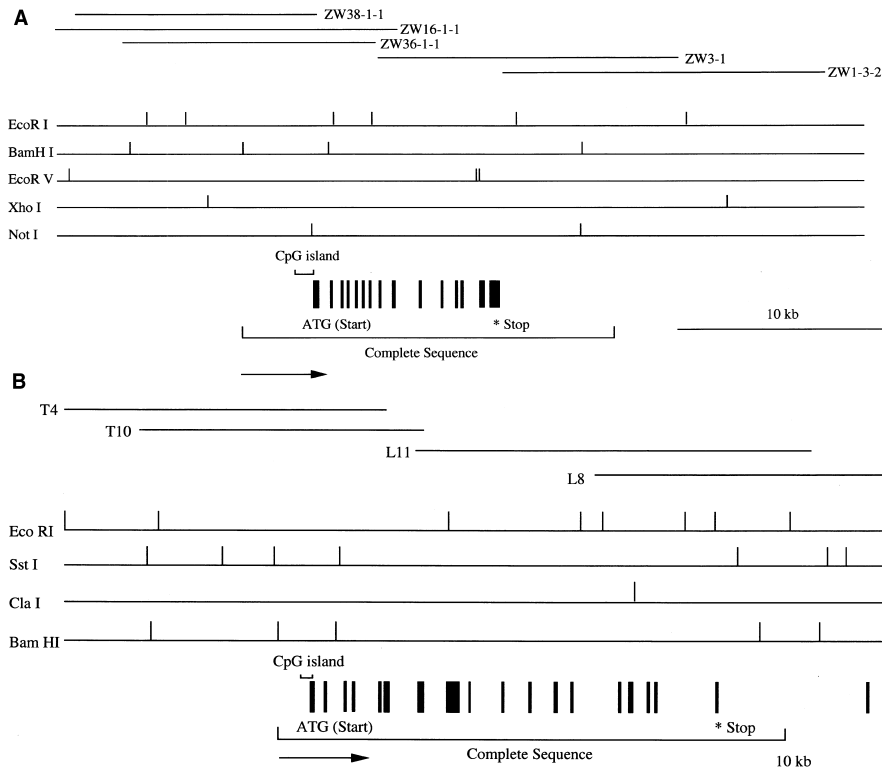 A
ZW38-1-1
ZW16-1-1
ZW36-1-1
ZW3-1
ZW1-3-2
EcoR I
BamH I
EcoR V
Xho I
Not I
CpG island
ATG (Start)
* Stop
10 kb
Complete Sequence
B
T4
T10
L11
L8
Eco RI
Sst I
Cla I
Bam HI
CpG island
ATG (Start)
* Stop
Complete Sequence
10 kb